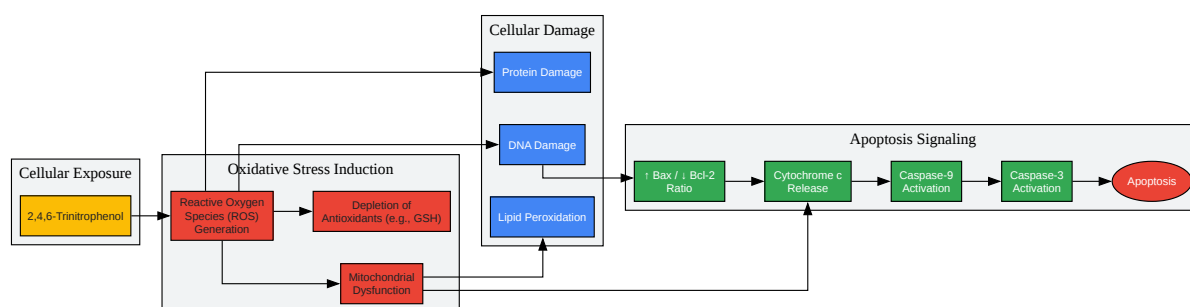 Cellular Exposure
2,4,6-Trinitrophenol
Oxidative Stress Induction
Reactive Oxygen
Species (ROS)
Generation
Depletion of
Antioxidants (e.g., GSH)
Mitochondrial
Dysfunction
Cellular Damage
Protein Damage
DNA Damage
Lipid Peroxidation
Apoptosis Signaling
↑ Bax / ↓ Bcl-2
Ratio
Cytochrome c
Release
Caspase-9
Activation
Caspase-3
Activation
Apoptosis